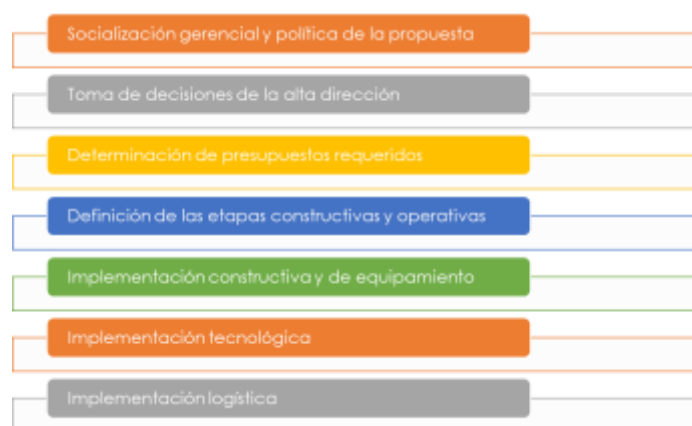 Socialización gerencial y política de la propuesta
Toma de decisiones de la alta dirección
Determinación de presupuestos requeridos
Definición de las etapas constructivas y operativas
Implementación constructiva y de equipamiento
Implementación tecnológica
Implementación logística